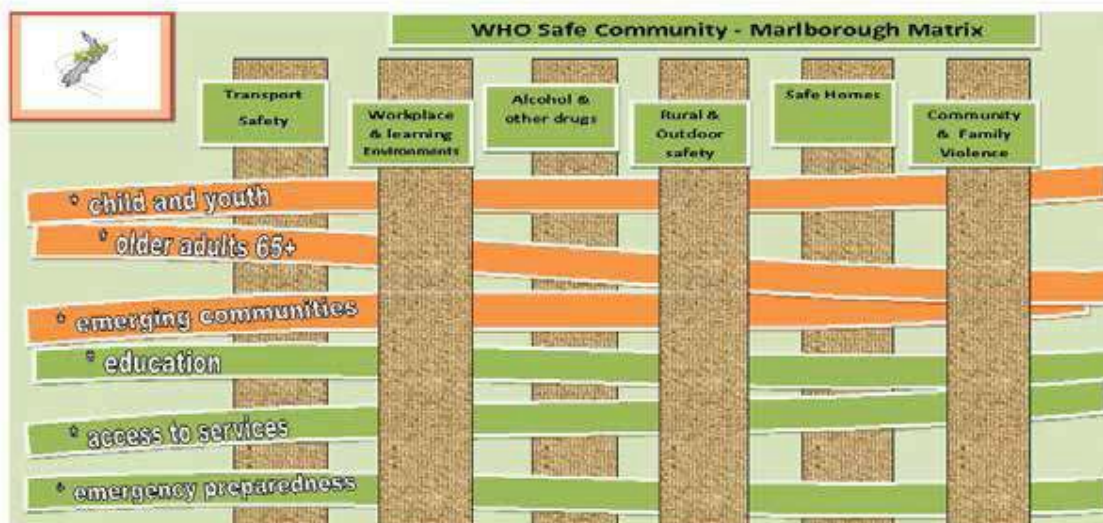 WHO Safe Community - Marlborough Matrix
Transport
Safety
Workplace
& learning
Environments
Alcohol &
other drugs
Rural &
Outdoor
safety
Safe Homes
Community
& Family
Violence
* child and youth
* older adults 65+
* emerging communities
* education
* access to services
* emergency preparedness